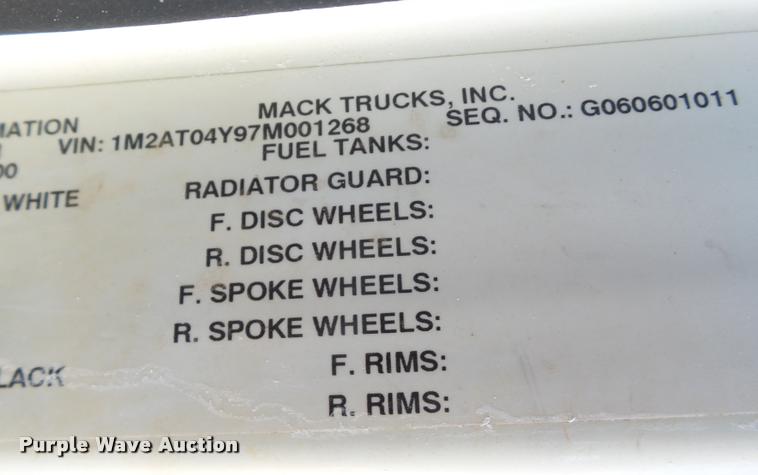 MACK TRUCKS, INC.
MATION VIN: 1M2AT04Y97M001268 SEQ. NO.: G060601011
00 FUEL TANKS:
WHITE RADIATOR GUARD:
F. DISC WHEELS:
R. DISC WHEELS:
F. SPOKE WHEELS:
R. SPOKE WHEELS:
LACK F. RIMS:
R. RIMS:
Purple Wave Auction